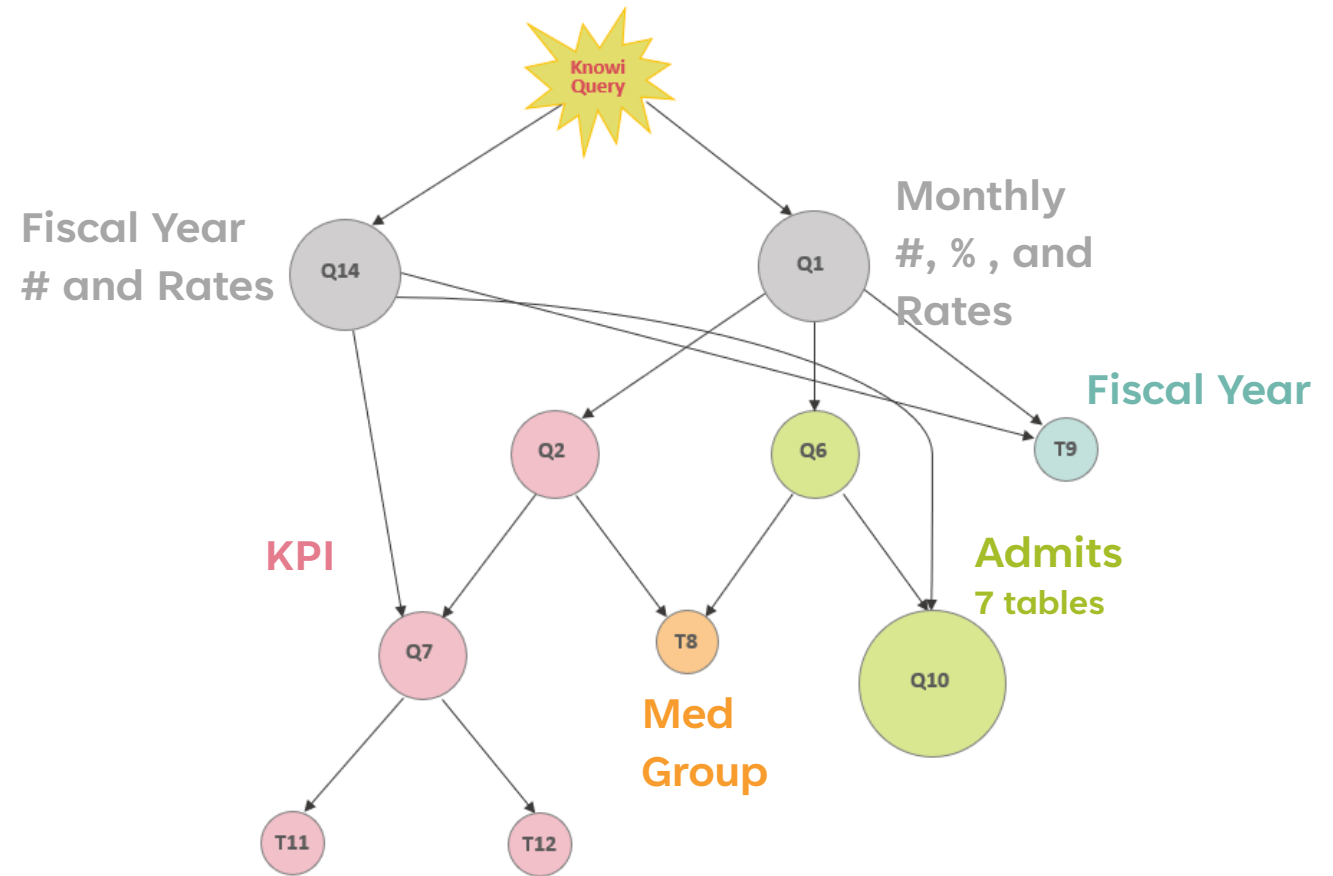 Knowi
Query
Monthly
#, % , and
Rates
Fiscal Year
# and Rates
Q14
Q1
Fiscal Year
Q2
Q6
T9
KPI
Admits
7 tables
Q7
T8
Q10
Med
Group
T11
T12